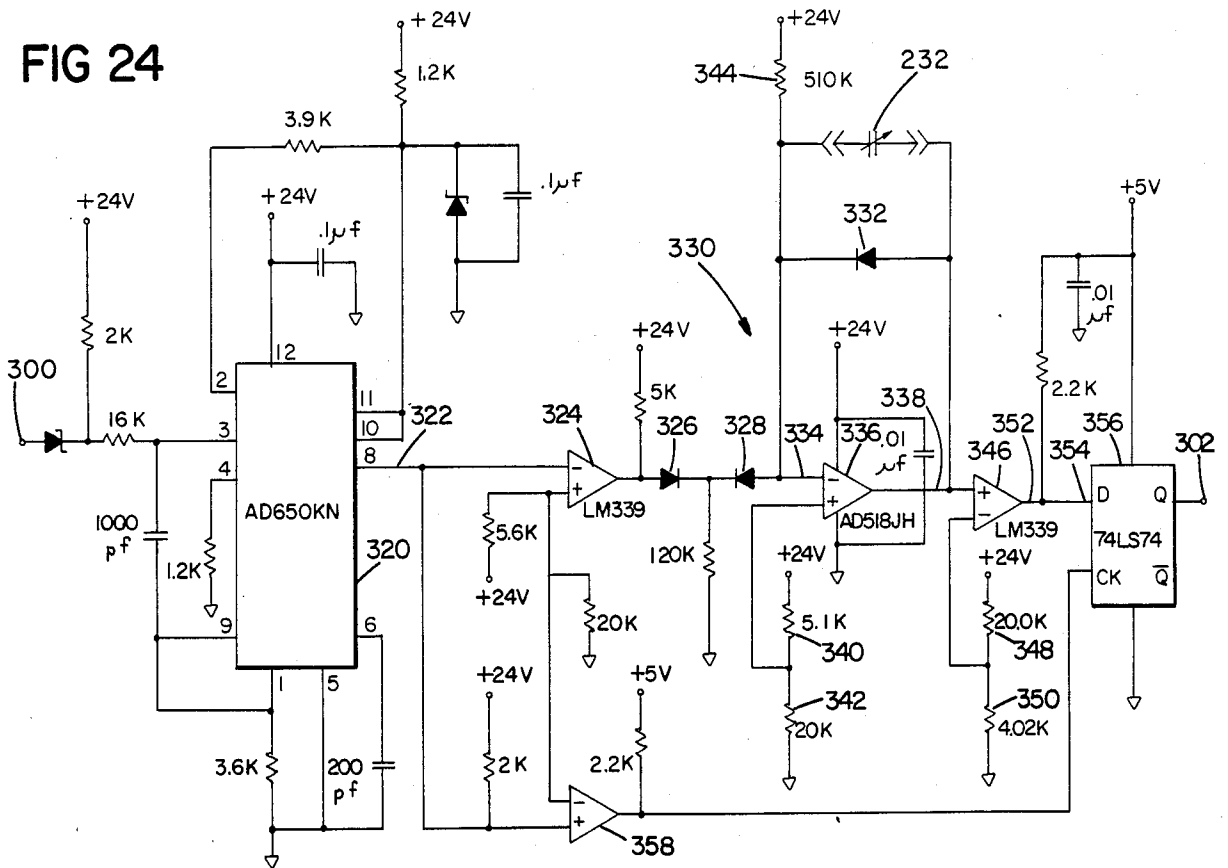 FIG 24
+24V
1.2K
3.9K
.1μf
+24V
+24V
.1μf
2K
12
300
2
16K
3
4
11
10
8
322
AD650KN
1000
pf
1.2K
320
9
6
1
5
3.6K
200
pf
+24V
344
510K
232
332
330
+24V
5K
324
326
328
LM339
5.6K
+24V
20K
120K
+24V
2K
+5V
2.2K
358
+24V
334
336
.01
μf
AD518JH
338
346
352
LM339
+24V
5.1K
340
342
20K
+24V
20.0K
348
350
4.02K
+5V
.01
μf
2.2K
354
356
302
D
Q
74LS74
CK
Q̅